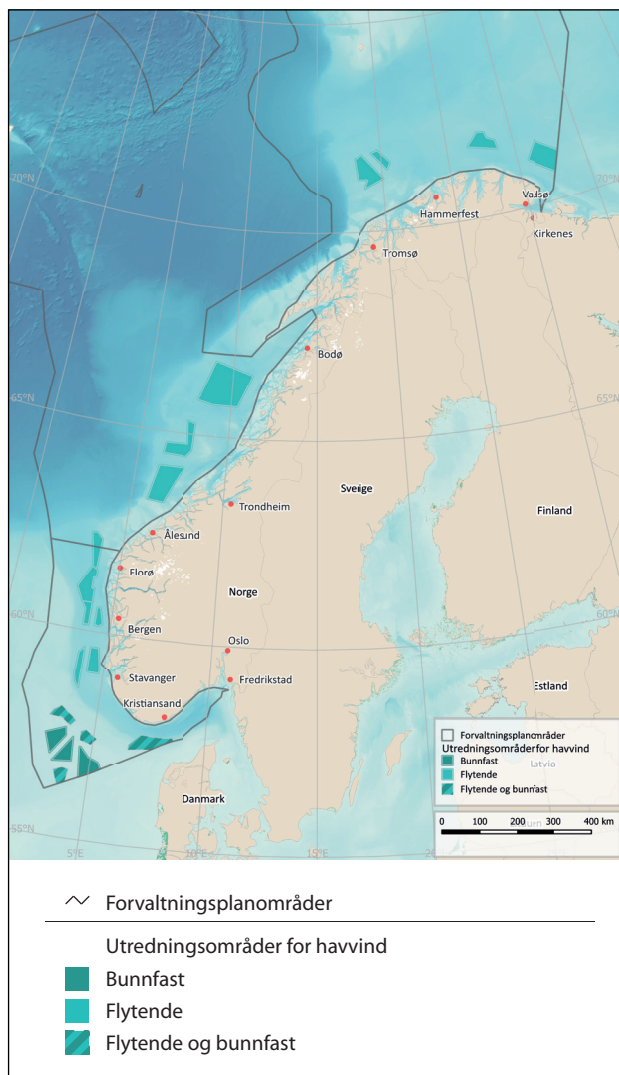 70°N
70°N
Vadsø
Hammerfest
Kirkenes
Tromsø
Bodø
65°N
65°N
Sverige
Trondheim
Finland
Ålesund
Florø
Norge
60°N
60°N
Bergen
Oslo
Stavanger
Fredrikstad
Kristiansand
Estland
Forvaltningsplanområder
Utredningsområder for havvind
Bunnfast
Latvia
Flytende
Danmark
Flytende og bunnfast
0 100 200 300 400 km
55°N
5°E 10°E 15°E
Forvaltningsplanområder
Utredningsområder for havvind
Bunnfast
Flytende
Flytende og bunnfast